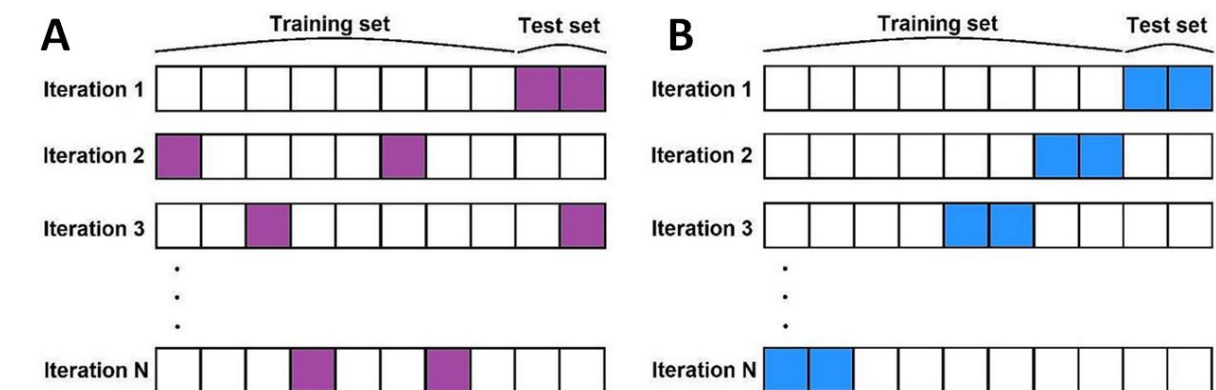 A
Training set
Test set
Iteration 1
Iteration 2
Iteration 3
Iteration N
B
Training set
Test set
Iteration 1
Iteration 2
Iteration 3
Iteration N